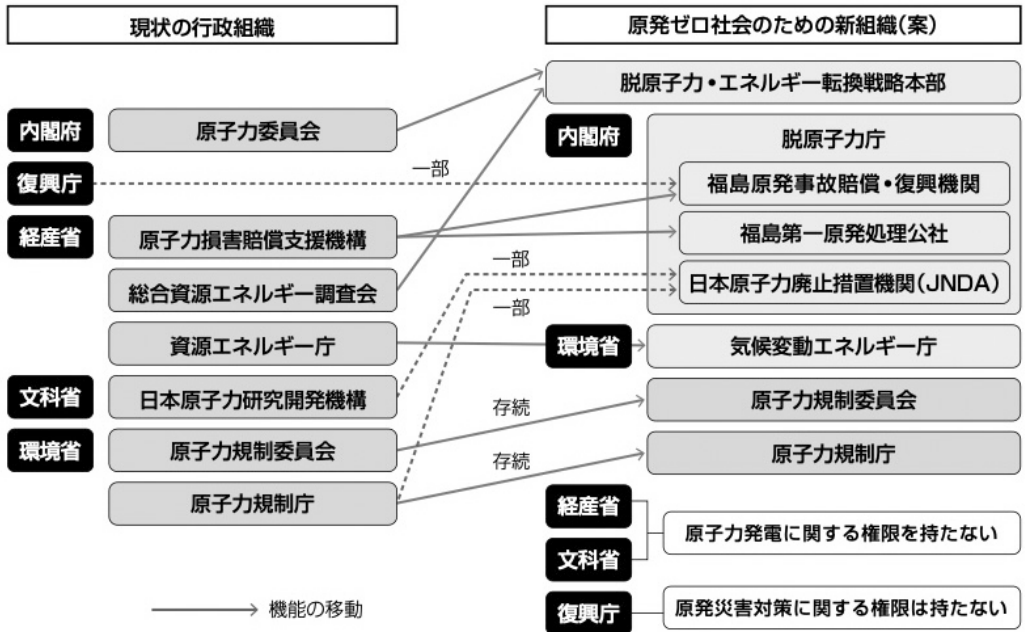 現状の行政組織
内閣府
原子力委員会
復興庁
経産省
原子力損害賠償支援機構
総合資源エネルギー調査会
資源エネルギー庁
文科省
日本原子力研究開発機構
環境省
原子力規制委員会
原子力規制庁
機能の移動
一部
一部
一部
存続
存続
原発ゼロ社会のための新組織(案)
脱原子力・エネルギー転換戦略本部
内閣府
脱原子力庁
福島原発事故賠償・復興機関
福島第一原発処理公社
日本原子力廃止措置機関(JNDA)
環境省
気候変動エネルギー庁
原子力規制委員会
原子力規制庁
経産省
文科省
原子力発電に関する権限を持たない
復興庁
原発災害対策に関する権限は持たない